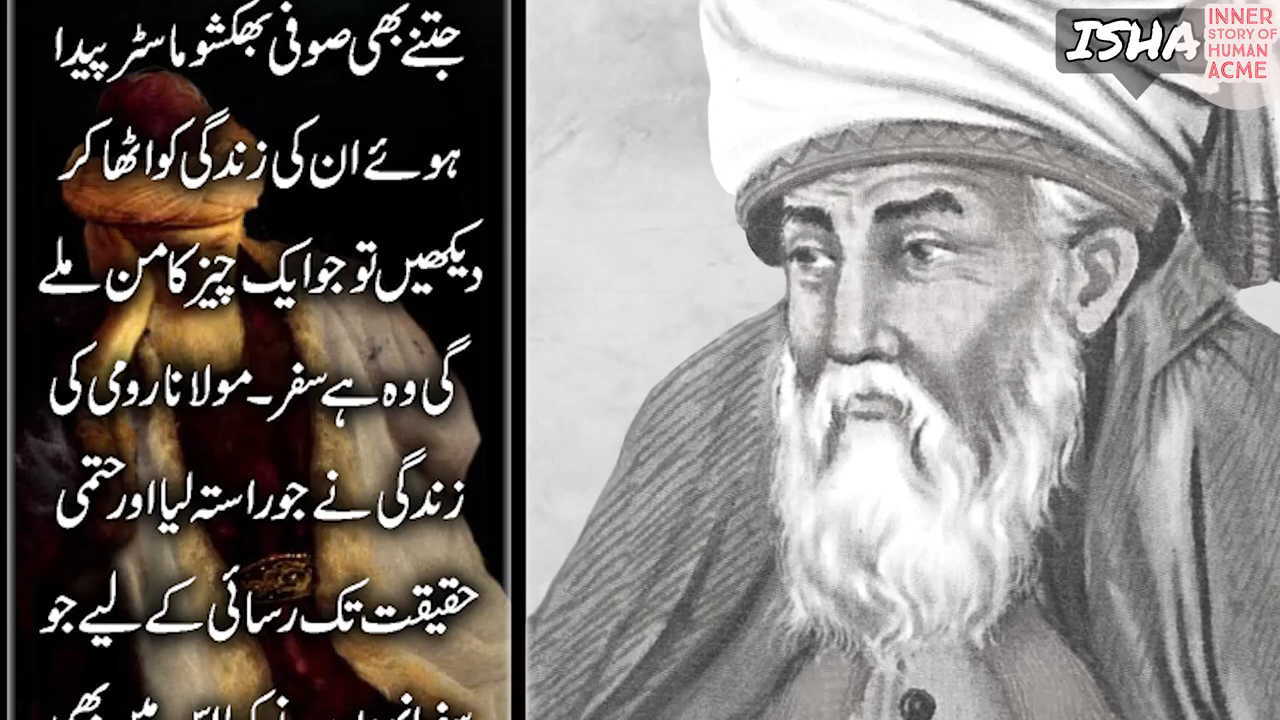 جتنے بھی صوفی بھکشو ماسٹر پیدا
ہوئے ان کی زندگی کو اٹھا کر
دیکھیں تو جو ایک چیز کامن ملے
گی وہ ہے سفر۔ مولانا رومی کی
زندگی نے جو راستہ لیا اور حتمی
حقیقت تک رسائی کے لیے جو
ISHA
INNER
STORY OF
HUMAN
ACME